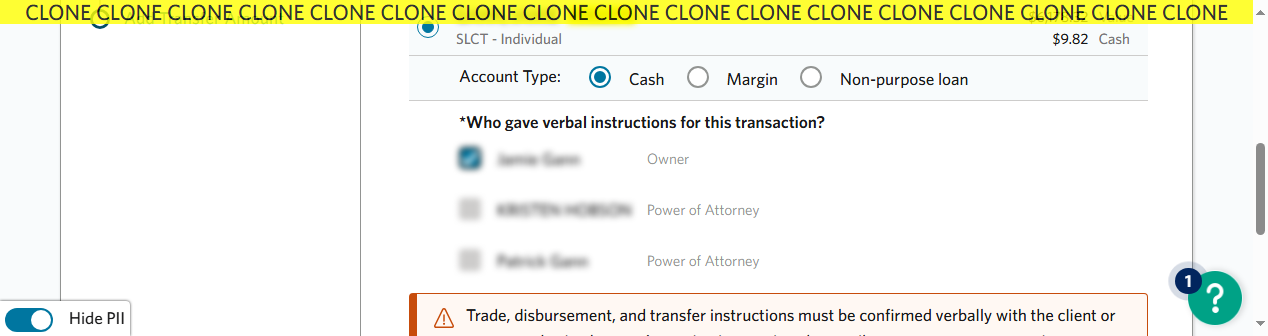 CLONE CLONE CLONE CLONE CLONE CLONE CLONE CLONE CLONE CLONE CLONE CLONE CLONE CLONE CLONE CLONE CLONE
SLCT - Individual $9.82 Cash
Account Type: Cash Margin Non-purpose loan
*Who gave verbal instructions for this transaction?
Owner
Power of Attorney
Power of Attorney
1 ?
Hide PII
Trade, disbursement, and transfer instructions must be confirmed verbally with the client or